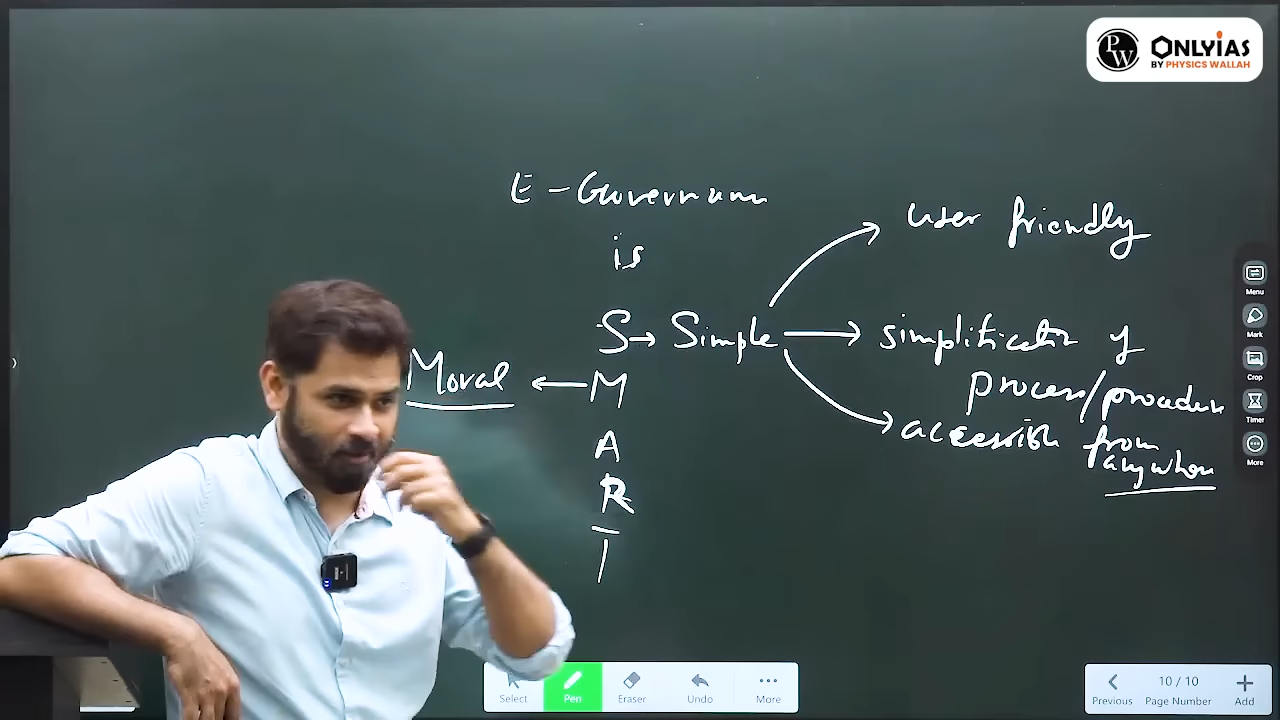 PW ONLYIAS
BY PHYSICS WALLAH
E-Governance
is
S → Simple
user friendly
simplification of
process/procedure
accessible from
anywhere
Moral ← M
A
R
T
Menu
Mark
Crop
Timer
More
Select
Pen
Eraser
Undo
More
Previous
10 / 10
Page Number
Add